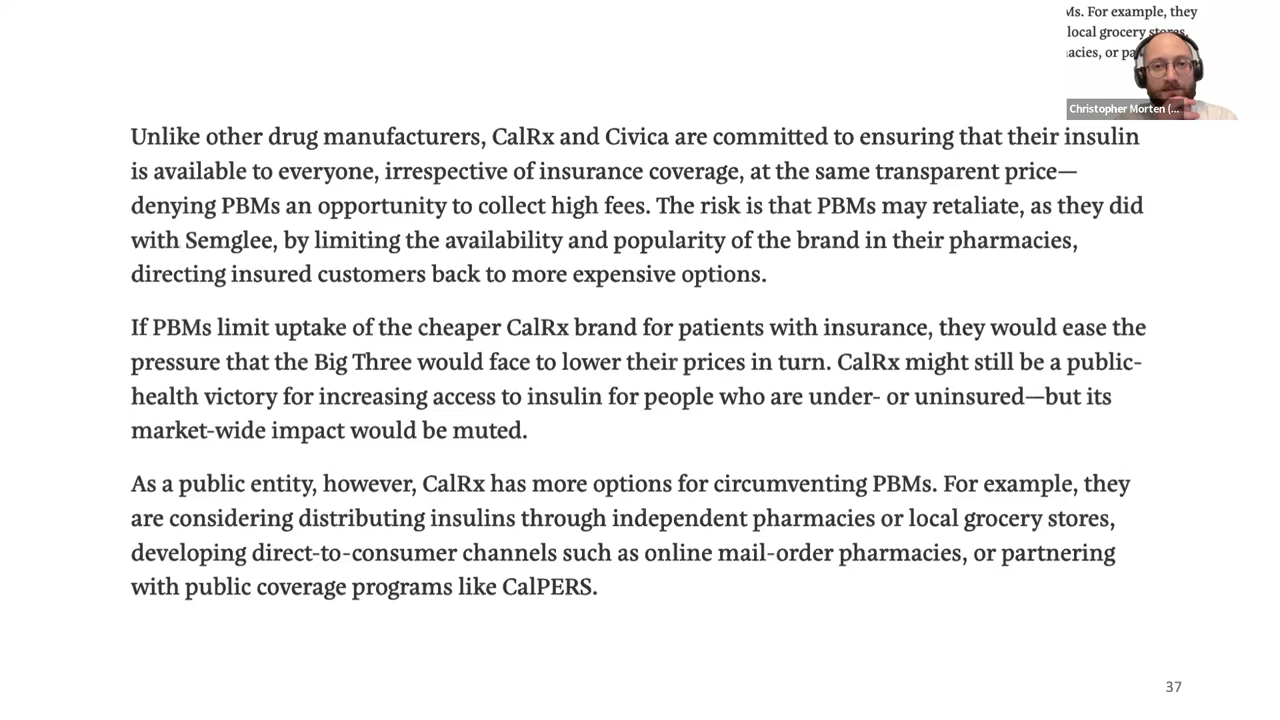 Ms. For example, they
local grocery stores,
acies, or pa
Christopher Morten (...
Unlike other drug manufacturers, CalRx and Civica are committed to ensuring that their insulin
is available to everyone, irrespective of insurance coverage, at the same transparent price—
denying PBMs an opportunity to collect high fees. The risk is that PBMs may retaliate, as they did
with Semglee, by limiting the availability and popularity of the brand in their pharmacies,
directing insured customers back to more expensive options.
If PBMs limit uptake of the cheaper CalRx brand for patients with insurance, they would ease the
pressure that the Big Three would face to lower their prices in turn. CalRx might still be a public-
health victory for increasing access to insulin for people who are under- or uninsured—but its
market-wide impact would be muted.
As a public entity, however, CalRx has more options for circumventing PBMs. For example, they
are considering distributing insulins through independent pharmacies or local grocery stores,
developing direct-to-consumer channels such as online mail-order pharmacies, or partnering
with public coverage programs like CalPERS.
37